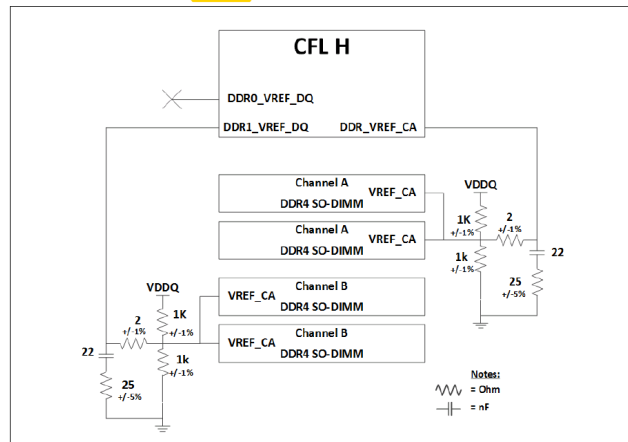 CFL H
DDR0_VREF_DQ
DDR1_VREF_DQ
DDR_VREF_CA
Channel A
VREF_CA
DDR4 SO-DIMM
Channel A
VREF_CA
DDR4 SO-DIMM
VDDQ
1K
+/-1%
2
+/-1%
1k
+/-1%
22
25
+/-5%
Channel B
VREF_CA
DDR4 SO-DIMM
Channel B
VREF_CA
DDR4 SO-DIMM
VDDQ
1K
+/-1%
2
+/-1%
1k
+/-1%
22
25
+/-5%
Notes:
= Ohm
= nF